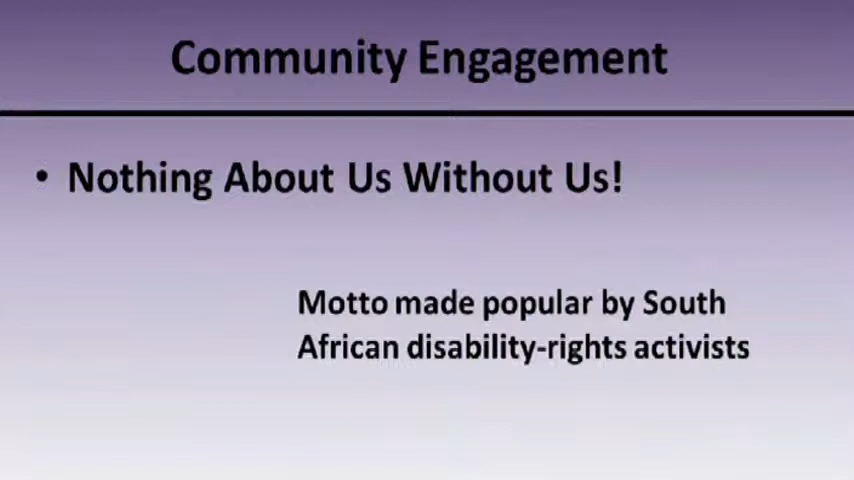 Community Engagement
• Nothing About Us Without Us!
Motto made popular by South
African disability-rights activists